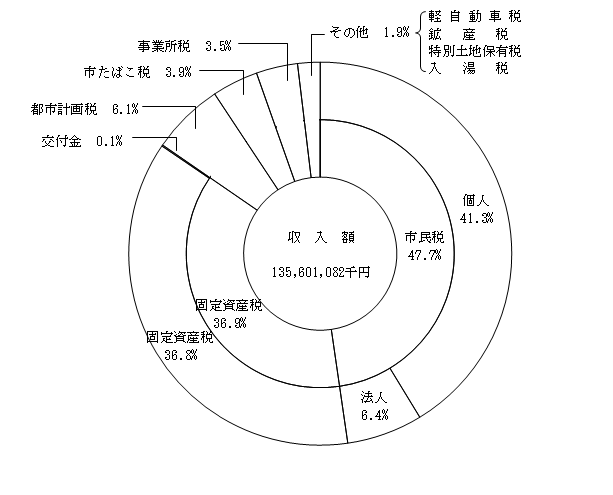 その他 1.9%
軽自動車税
鉱産税
特別土地保有税
入湯税
事業所税 3.5%
市たばこ税 3.9%
都市計画税 6.1%
交付金 0.1%
個人
41.3%
市民税
47.7%
収入額
135,601,082千円
固定資産税
36.9%
固定資産税
36.8%
法人
6.4%